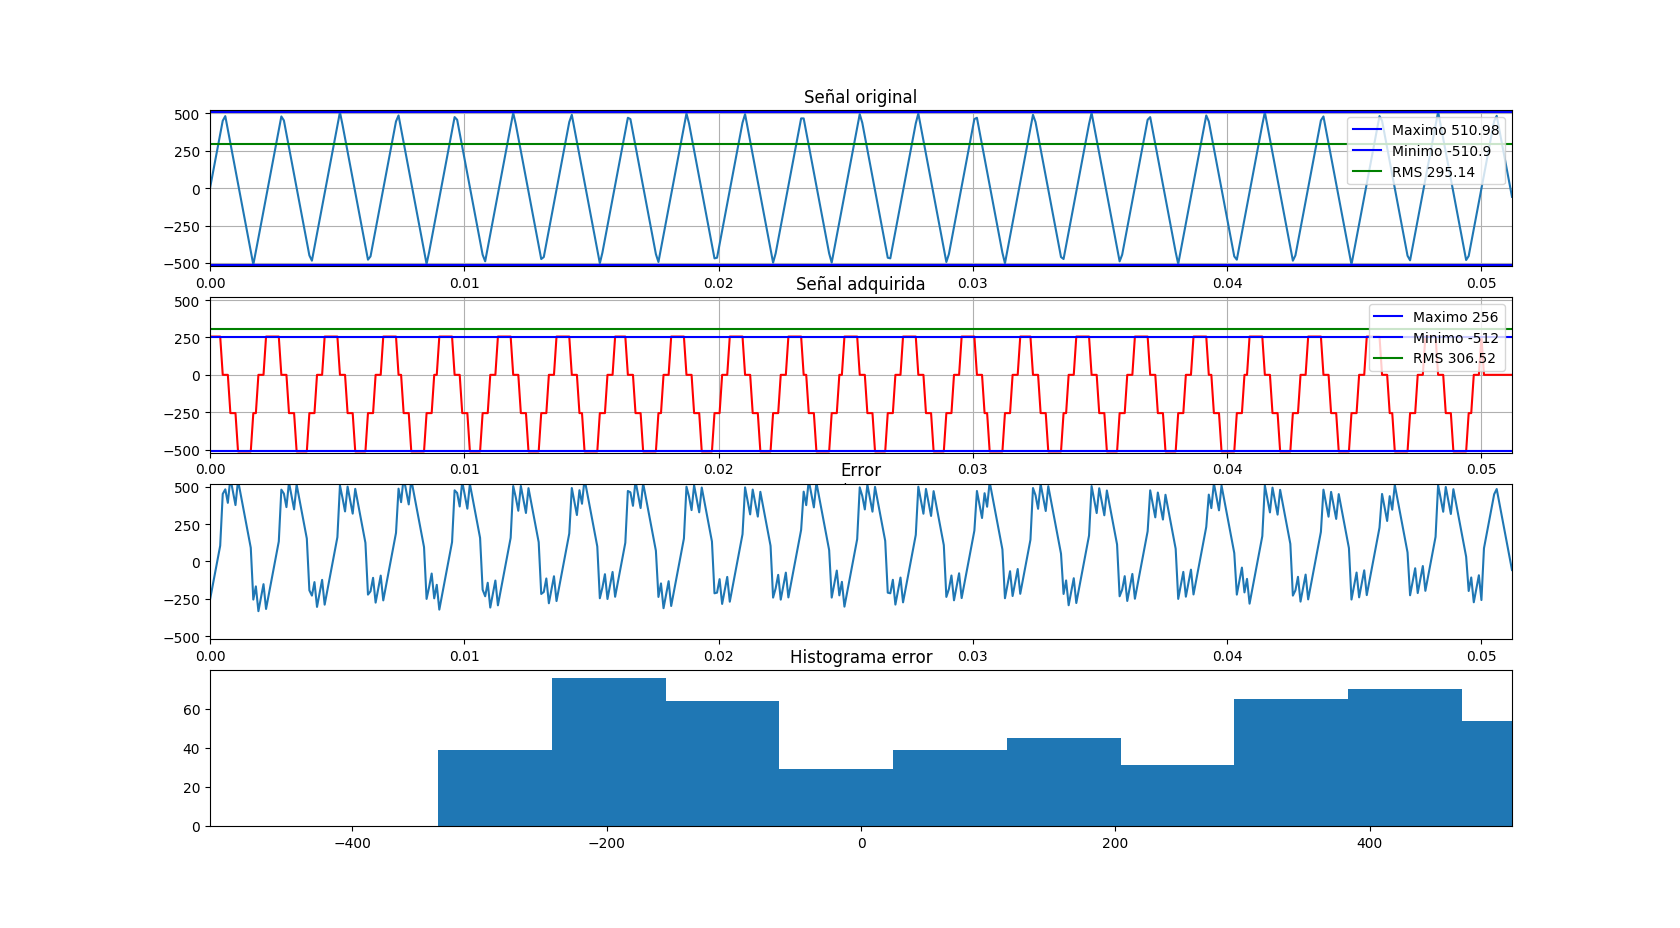 Señal original
500
250
0
−250
−500
Maximo 510.98
Minimo -510.9
RMS 295.14
0.00 0.01 0.02 0.03 0.04 0.05
Señal adquirida
500
250
0
−250
−500
Maximo 256
Minimo -512
RMS 306.52
0.00 0.01 0.02 0.03 0.04 0.05
Error
500
250
0
−250
−500
0.00 0.01 0.02 0.03 0.04 0.05
Histograma error
60
40
20
0
−400 −200 0 200 400